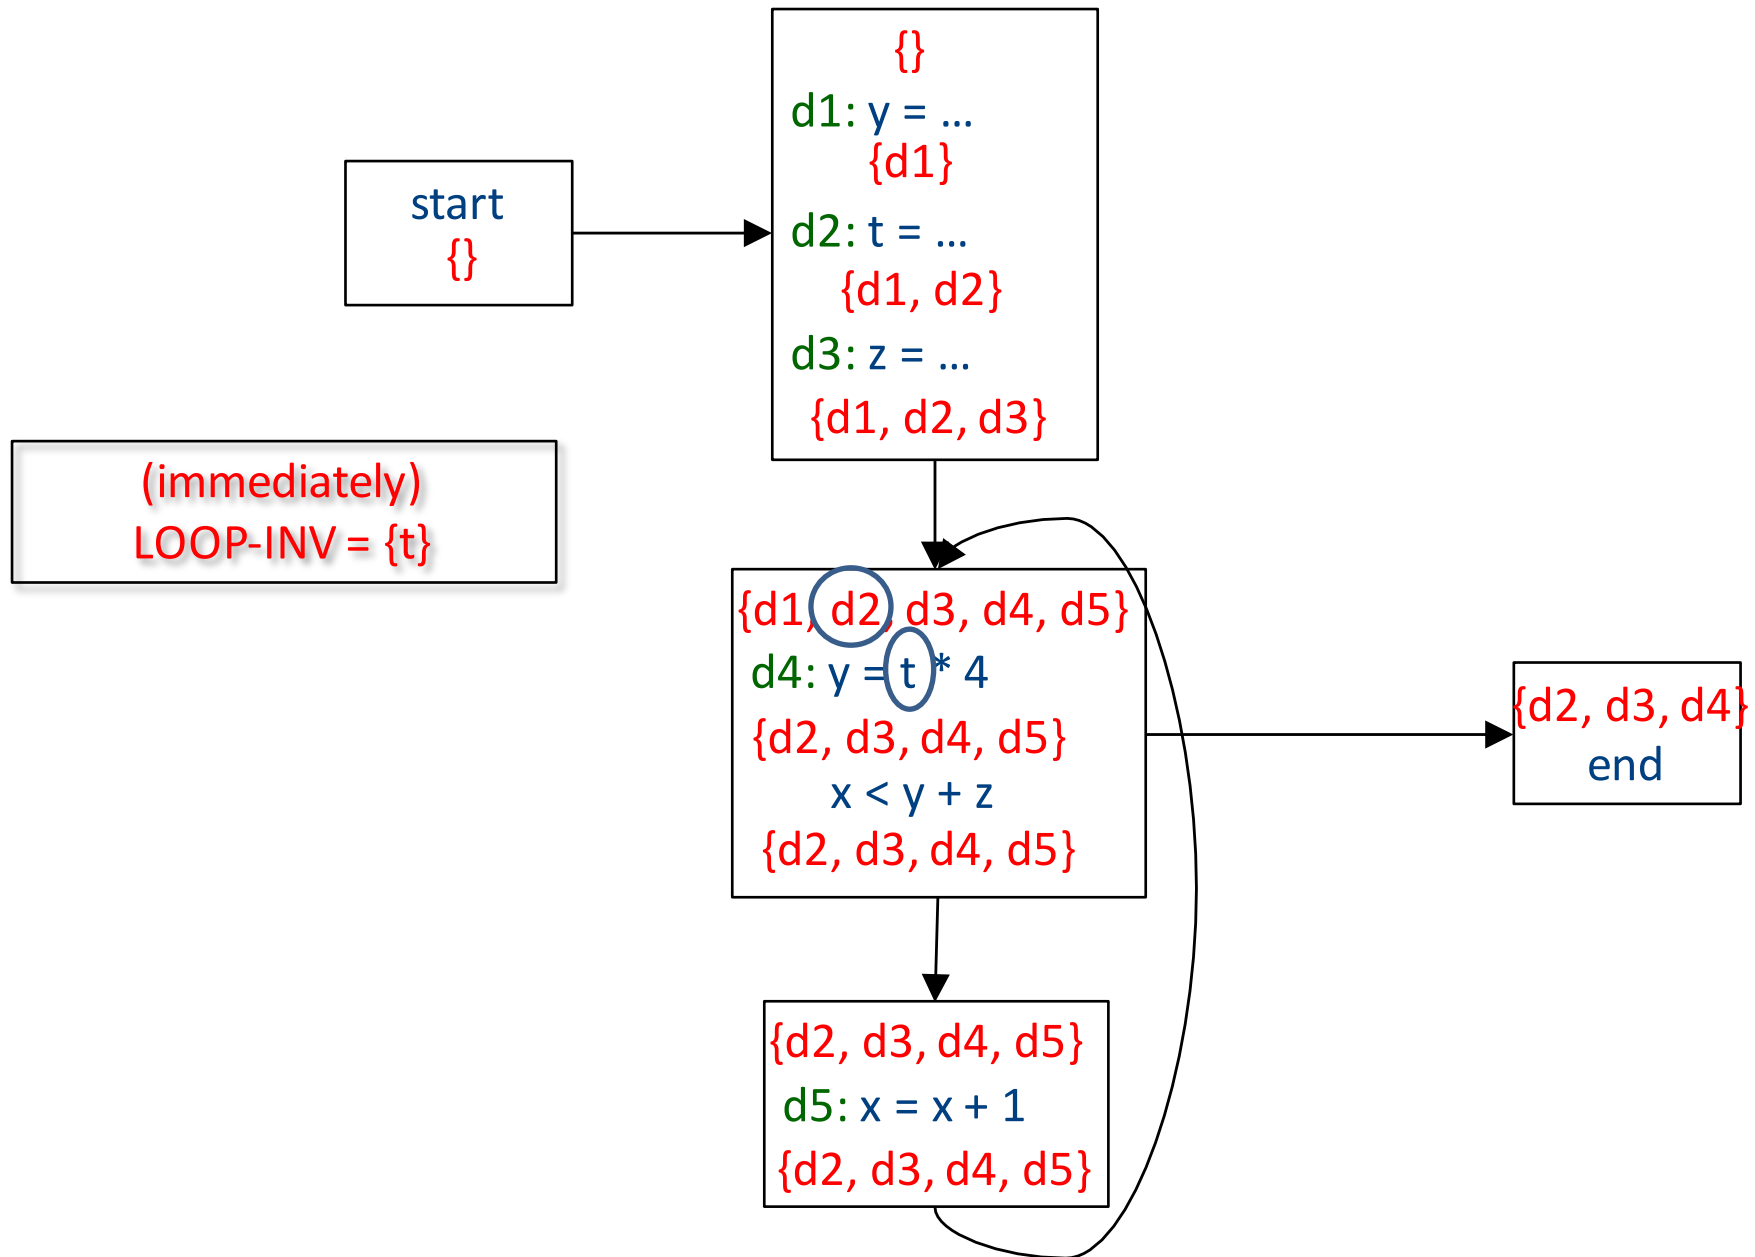 start
{}
{}
d1: y = ...
{d1}
d2: t = ...
{d1, d2}
d3: z = ...
{d1, d2, d3}
(immediately)
LOOP-INV = {t}
{d1, d2, d3, d4, d5}
d4: y = t * 4
{d2, d3, d4, d5}
x < y + z
{d2, d3, d4, d5}
{d2, d3, d4}
end
{d2, d3, d4, d5}
d5: x = x + 1
{d2, d3, d4, d5}